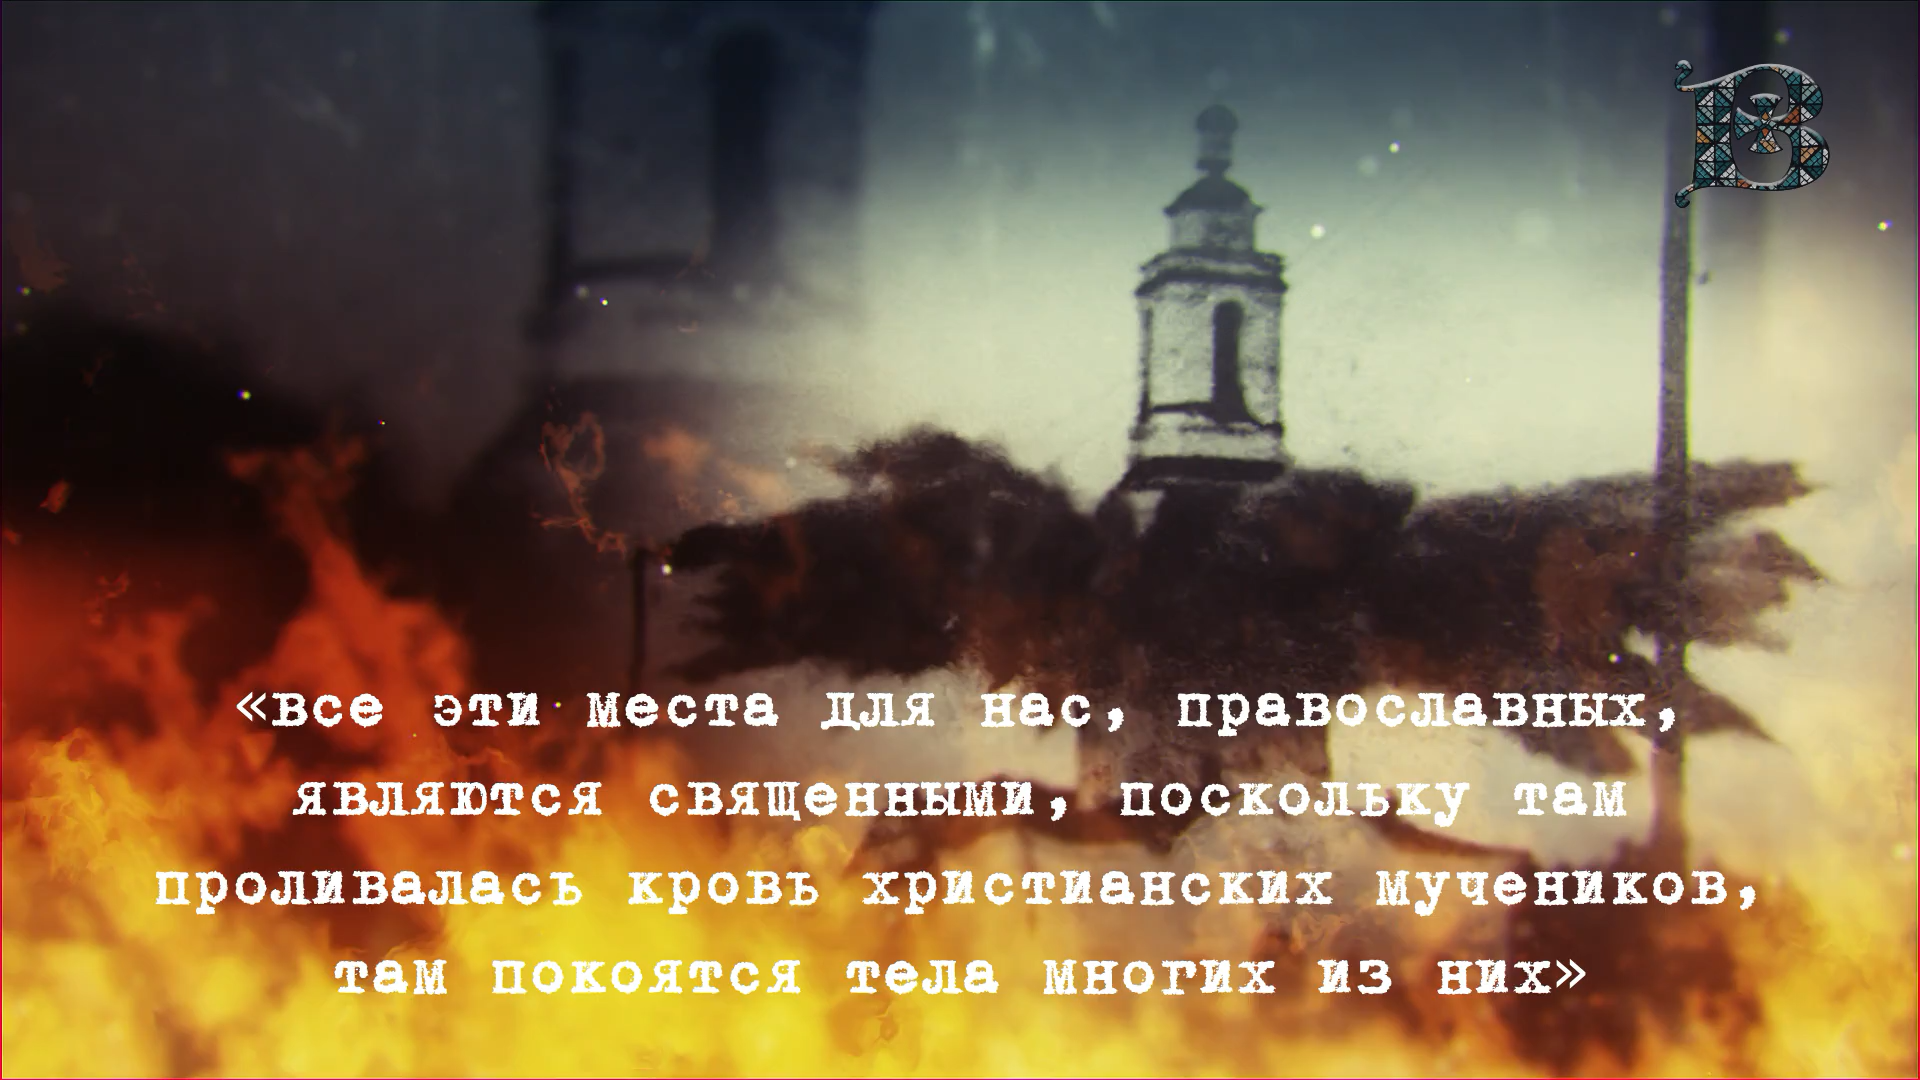 «все эти места для нас, православных,
являются священными, поскольку там
проливалась кровь христианских мучеников,
там покоятся тела многих из них»